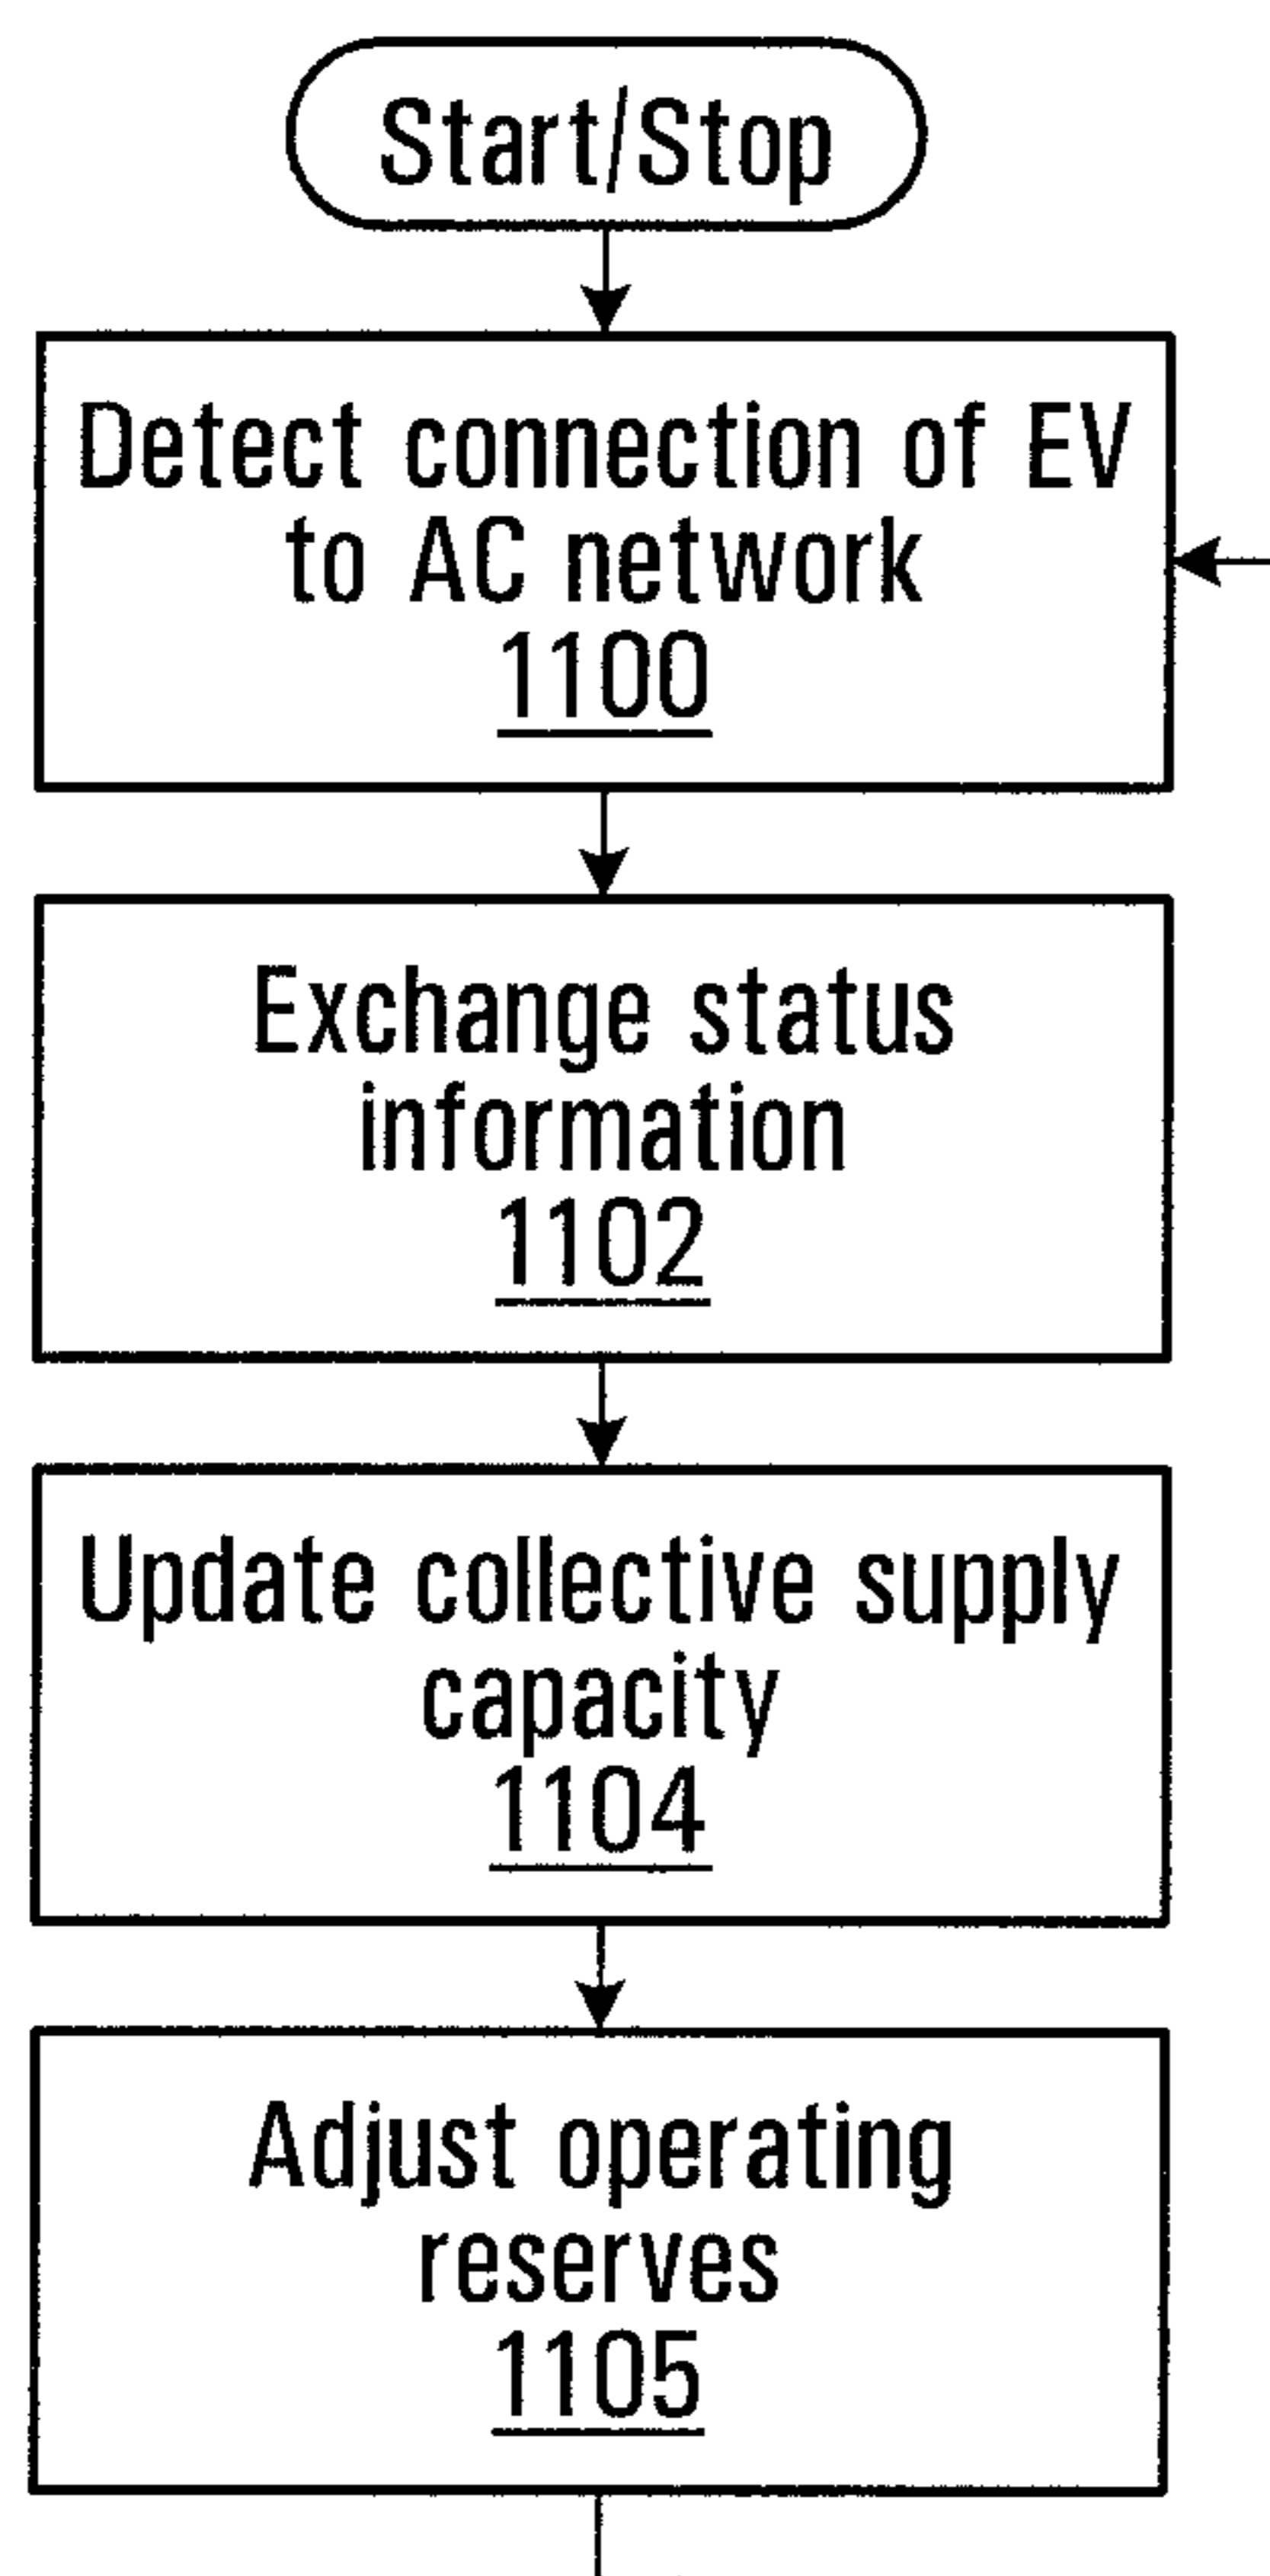 Start/Stop
Detect connection of EV
to AC network
1100
Exchange status
information
1102
Update collective supply
capacity
1104
Adjust operating
reserves
1105